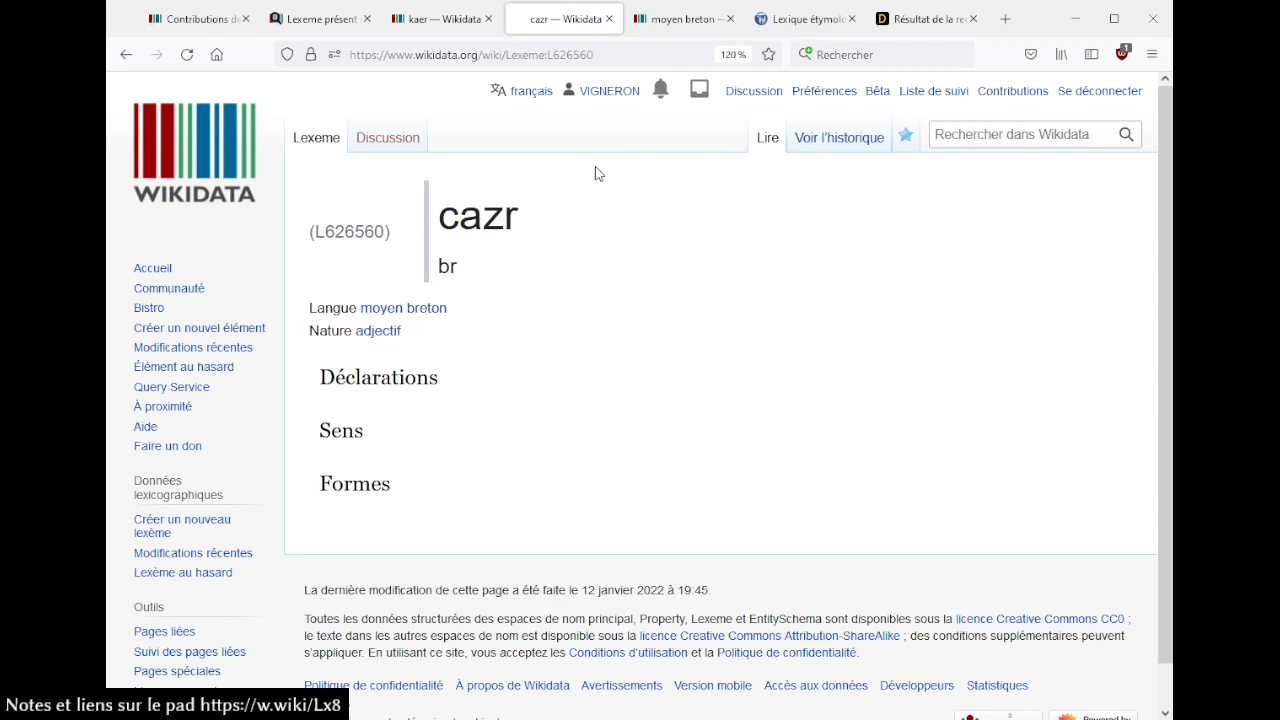 Contributions de
Lexeme présent
kaer — Wikidata
cazr — Wikidata
moyen breton —
Lexique étymolo
Résultat de la re
https://www.wikidata.org/wiki/Lexeme:L626560
120 %
Rechercher
1
français
VIGNERON
Discussion
Préférences
Bêta
Liste de suivi
Contributions
Se déconnecter
WIKIDATA
Lexeme
Discussion
Lire
Voir l'historique
Rechercher dans Wikidata
(L626560)
cazr
br
Langue moyen breton
Nature adjectif
Déclarations
Sens
Formes
Accueil
Communauté
Bistro
Créer un nouvel élément
Modifications récentes
Élément au hasard
Query Service
À proximité
Aide
Faire un don
Données
lexicographiques
Créer un nouveau
lexème
Modifications récentes
Lexème au hasard
Outils
Pages liées
Suivi des pages liées
Pages spéciales
La dernière modification de cette page a été faite le 12 janvier 2022 à 19:45.
Toutes les données structurées des espaces de nom principal, Property, Lexeme et EntitySchema sont disponibles sous la licence Creative Commons CC0 ;
le texte dans les autres espaces de nom est disponible sous la licence Creative Commons Attribution-ShareAlike ; des conditions supplémentaires peuvent
s'appliquer. En utilisant ce site, vous acceptez les Conditions d'utilisation et la Politique de confidentialité.
Politique de confidentialité
À propos de Wikidata
Avertissements
Version mobile
Accès aux données
Développeurs
Statistiques
Powered by
Notes et liens sur le pad https://w.wiki/Lx8